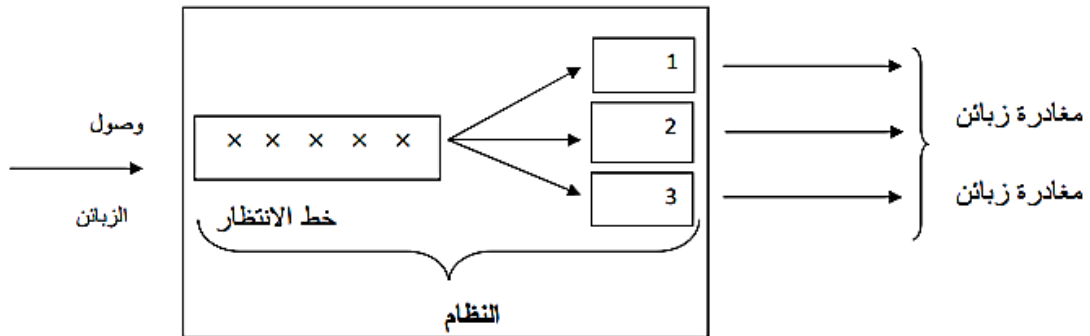 وصول
الزبائن
× × × × ×
خط الانتظار
1
2
3
النظام
مغادرة زبائن
مغادرة زبائن